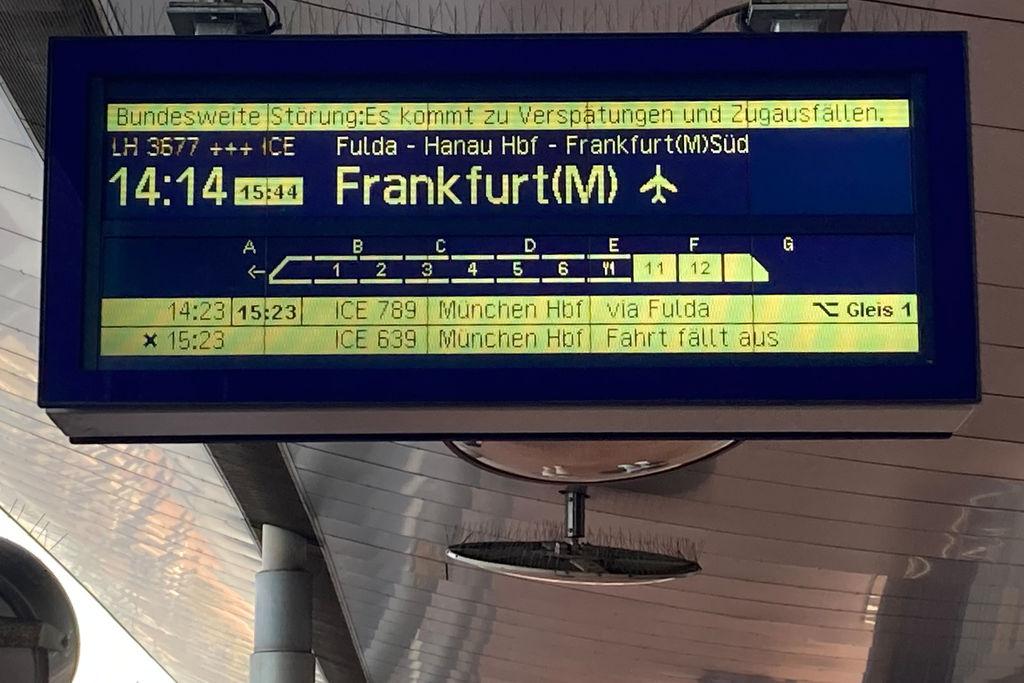 Bundesweite Störung:Es kommt zu Verspätungen und Zugausfällen.
LH 3677 +++ ICE Fulda - Hanau Hbf - Frankfurt(M)Süd
14:14 15:44 Frankfurt(M)
A B C D E F G
1 2 3 4 5 6 11 12
14:23 15:23 ICE 789 München Hbf via Fulda Gleis 1
15:23 ICE 639 München Hbf Fahrt fällt aus